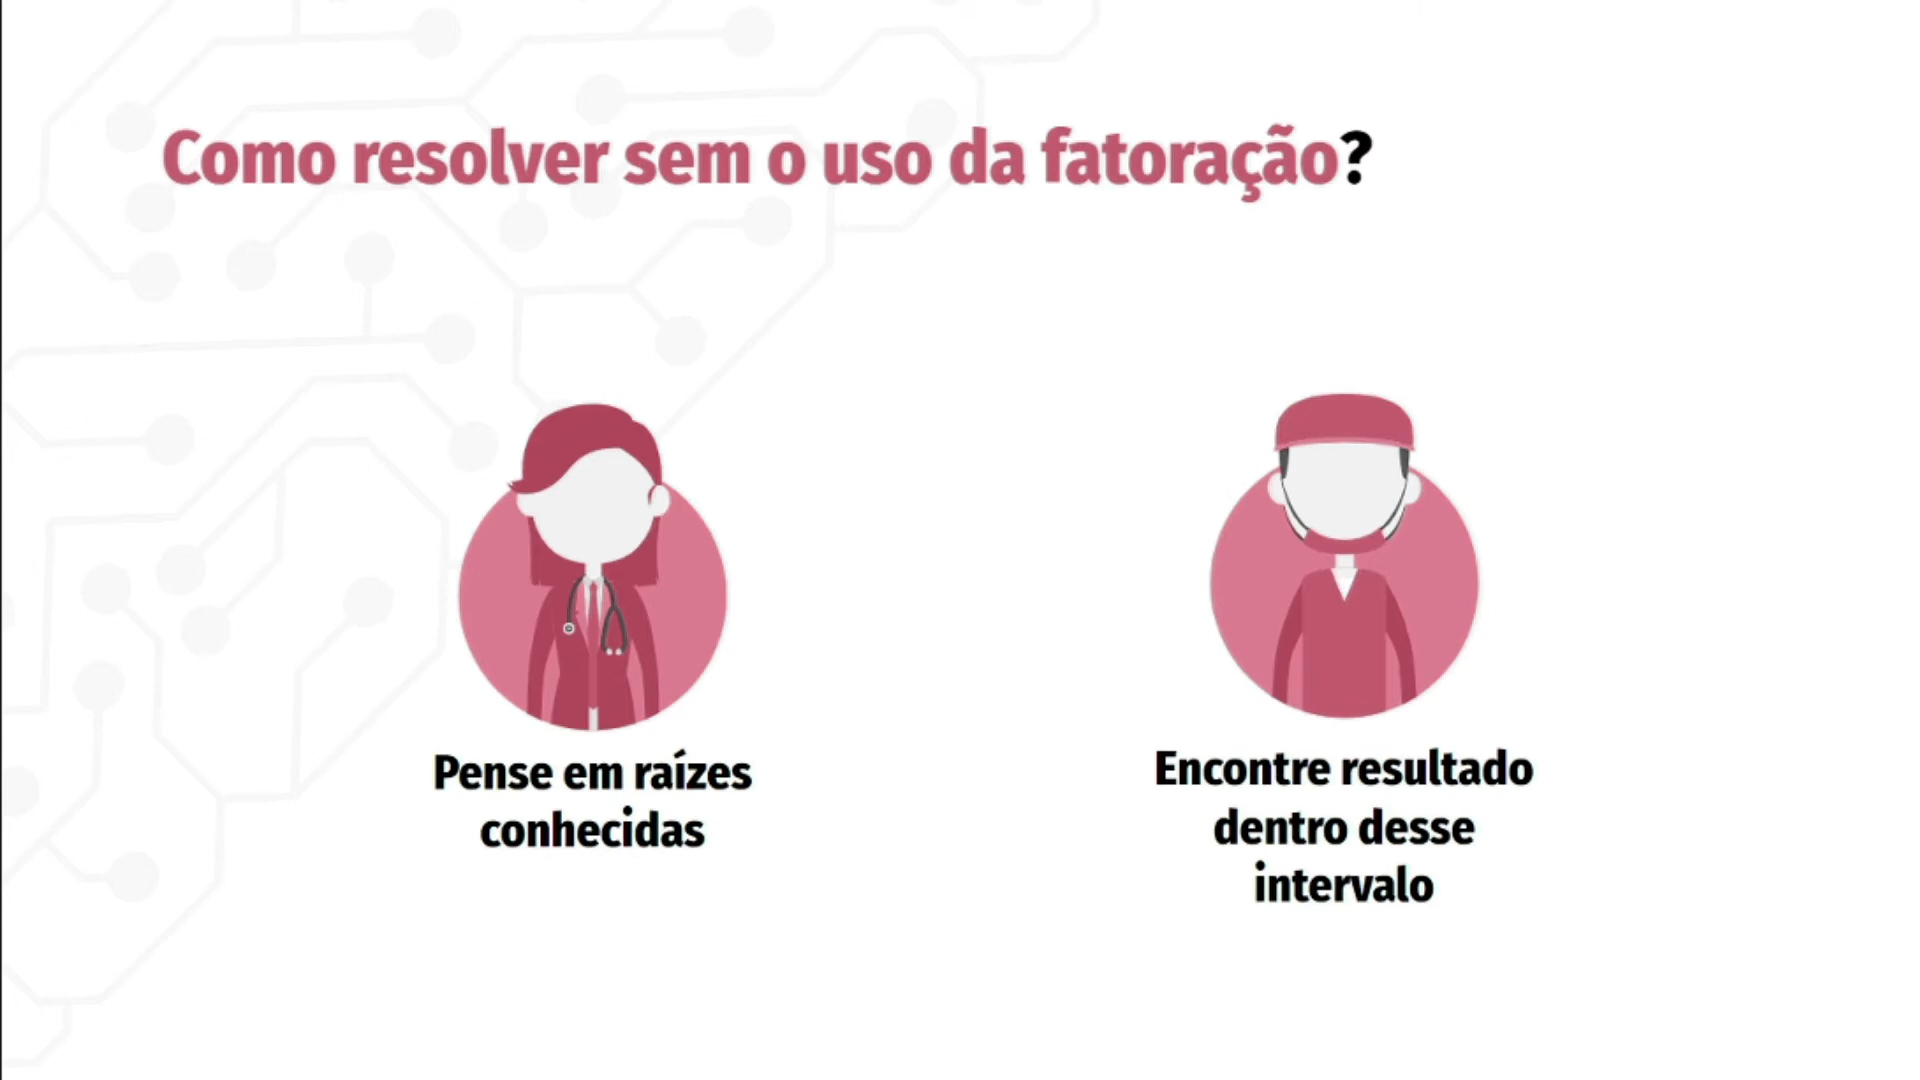 Como resolver sem o uso da fatoração?
Pense em raízes
conhecidas
Encontre resultado
dentro desse
intervalo